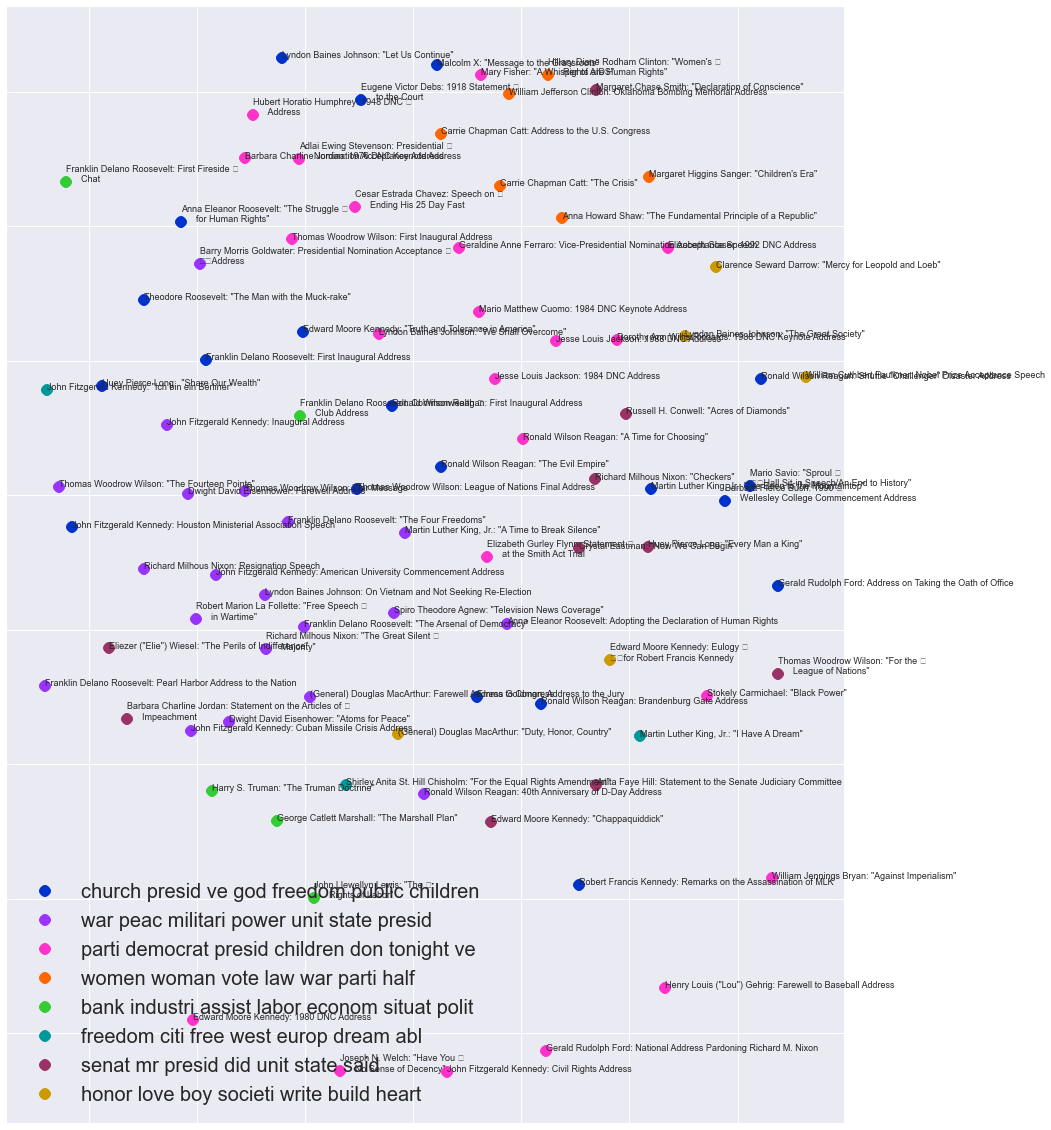 Lyndon Baines Johnson: "Let Us Continue"
Malcolm X: "Message to the Grassroots"
Hillary Diane Rodham Clinton: "Women's
Rights are Human Rights"
Mary Fisher: "A Whisper of AIDS"
Eugene Victor Debs: 1918 Statement
to the Court
Margaret Chase Smith: "Declaration of Conscience"
William Jefferson Clinton: Oklahoma Bombing Memorial Address
Hubert Horatio Humphrey: 1948 DNC
Address
Carrie Chapman Catt: Address to the U.S. Congress
Adlai Ewing Stevenson: Presidential
Nomination Acceptance Address
Barbara Charline Jordan: 1976 DNC Keynote Address
Franklin Delano Roosevelt: First Fireside
Chat
Margaret Higgins Sanger: "Children's Era"
Carrie Chapman Catt: "The Crisis"
Cesar Estrada Chavez: Speech on
Ending His 25 Day Fast
Anna Eleanor Roosevelt: "The Struggle
for Human Rights"
Anna Howard Shaw: "The Fundamental Principle of a Republic"
Thomas Woodrow Wilson: First Inaugural Address
Geraldine Anne Ferraro: Vice-Presidential Nomination Acceptance Speech
Elizabeth Glaser: 1992 DNC Address
Barry Morris Goldwater: Presidential Nomination Acceptance
Address
Clarence Seward Darrow: "Mercy for Leopold and Loeb"
Theodore Roosevelt: "The Man with the Muck-rake"
Mario Matthew Cuomo: 1984 DNC Keynote Address
Edward Moore Kennedy: "Truth and Tolerance in America"
Lyndon Baines Johnson: "We Shall Overcome"
Lyndon Baines Johnson: "The Great Society"
Dorothy Ann Willis Richards: 1988 DNC Keynote Address
Jesse Louis Jackson: 1988 DNC Address
Franklin Delano Roosevelt: First Inaugural Address
Ronald Wilson Reagan: Shuttle "Challenger" Disaster Address
William Cuthbert Faulkner: Nobel Prize Acceptance Speech
Jesse Louis Jackson: 1984 DNC Address
Huey Pierce Long: "Share Our Wealth"
John Fitzgerald Kennedy: "Ich bin ein Berliner"
Franklin Delano Roosevelt: Commonwealth
Club Address
Ronald Wilson Reagan: First Inaugural Address
Russell H. Conwell: "Acres of Diamonds"
John Fitzgerald Kennedy: Inaugural Address
Ronald Wilson Reagan: "A Time for Choosing"
Ronald Wilson Reagan: "The Evil Empire"
Richard Milhous Nixon: "Checkers"
Mario Savio: "Sproul
Hall Sit-in Speech/An End to History"
Thomas Woodrow Wilson: "The Fourteen Points"
Dwight David Eisenhower: Farewell Address
Thomas Woodrow Wilson: War Message
Thomas Woodrow Wilson: League of Nations Final Address
Martin Luther King, Jr.: "I've Been to the Mountaintop"
Barbara Pierce Bush: 1990
Wellesley College Commencement Address
John Fitzgerald Kennedy: Houston Ministerial Association Speech
Franklin Delano Roosevelt: "The Four Freedoms"
Martin Luther King, Jr.: "A Time to Break Silence"
Elizabeth Gurley Flynn: Statement
at the Smith Act Trial
Crystal Eastman: "Now We Can Begin"
Huey Pierce Long: "Every Man a King"
Richard Milhous Nixon: Resignation Speech
John Fitzgerald Kennedy: American University Commencement Address
Gerald Rudolph Ford: Address on Taking the Oath of Office
Lyndon Baines Johnson: On Vietnam and Not Seeking Re-Election
Robert Marion La Follette: "Free Speech
in Wartime"
Spiro Theodore Agnew: "Television News Coverage"
Franklin Delano Roosevelt: "The Arsenal of Democracy"
Anna Eleanor Roosevelt: Adopting the Declaration of Human Rights
Richard Milhous Nixon: "The Great Silent
Majority"
Eliezer ("Elie") Wiesel: "The Perils of Indifference"
Edward Moore Kennedy: Eulogy
for Robert Francis Kennedy
Thomas Woodrow Wilson: "For the
League of Nations"
Franklin Delano Roosevelt: Pearl Harbor Address to the Nation
(General) Douglas MacArthur: Farewell Address to Congress
Emma Goldman: Address to the Jury
Stokely Carmichael: "Black Power"
Ronald Wilson Reagan: Brandenburg Gate Address
Barbara Charline Jordan: Statement on the Articles of
Impeachment
Dwight David Eisenhower: "Atoms for Peace"
John Fitzgerald Kennedy: Cuban Missile Crisis Address
(General) Douglas MacArthur: "Duty, Honor, Country"
Martin Luther King, Jr.: "I Have A Dream"
Shirley Anita St. Hill Chisholm: "For the Equal Rights Amendment"
Anita Faye Hill: Statement to the Senate Judiciary Committee
Harry S. Truman: "The Truman Doctrine"
Ronald Wilson Reagan: 40th Anniversary of D-Day Address
George Catlett Marshall: "The Marshall Plan"
Edward Moore Kennedy: "Chappaquiddick"
John Llewellyn Lewis: "The
Rights of Labor"
Robert Francis Kennedy: Remarks on the Assassination of MLK
William Jennings Bryan: "Against Imperialism"
Henry Louis ("Lou") Gehrig: Farewell to Baseball Address
Edward Moore Kennedy: 1980 DNC Address
Gerald Rudolph Ford: National Address Pardoning Richard M. Nixon
Joseph N. Welch: "Have You
No Sense of Decency"
John Fitzgerald Kennedy: Civil Rights Address
church presid ve god freedom public children
war peac militari power unit state presid
parti democrat presid children don tonight ve
women woman vote law war parti half
bank industri assist labor econom situat polit
freedom citi free west europ dream abl
senat mr presid did unit state said
honor love boy societi write build heart